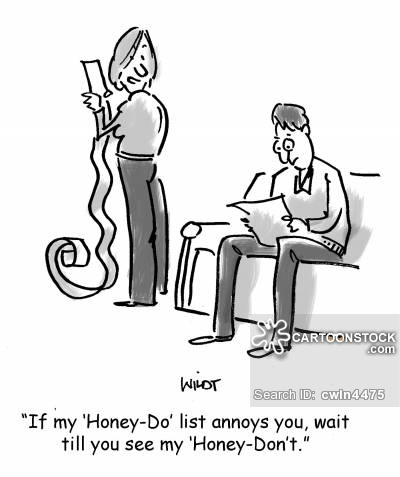 CARTOONSTOCK
.com
WILDT
Search ID: cwln4475
“If my ‘Honey-Do’ list annoys you, wait
till you see my ‘Honey-Don’t.”